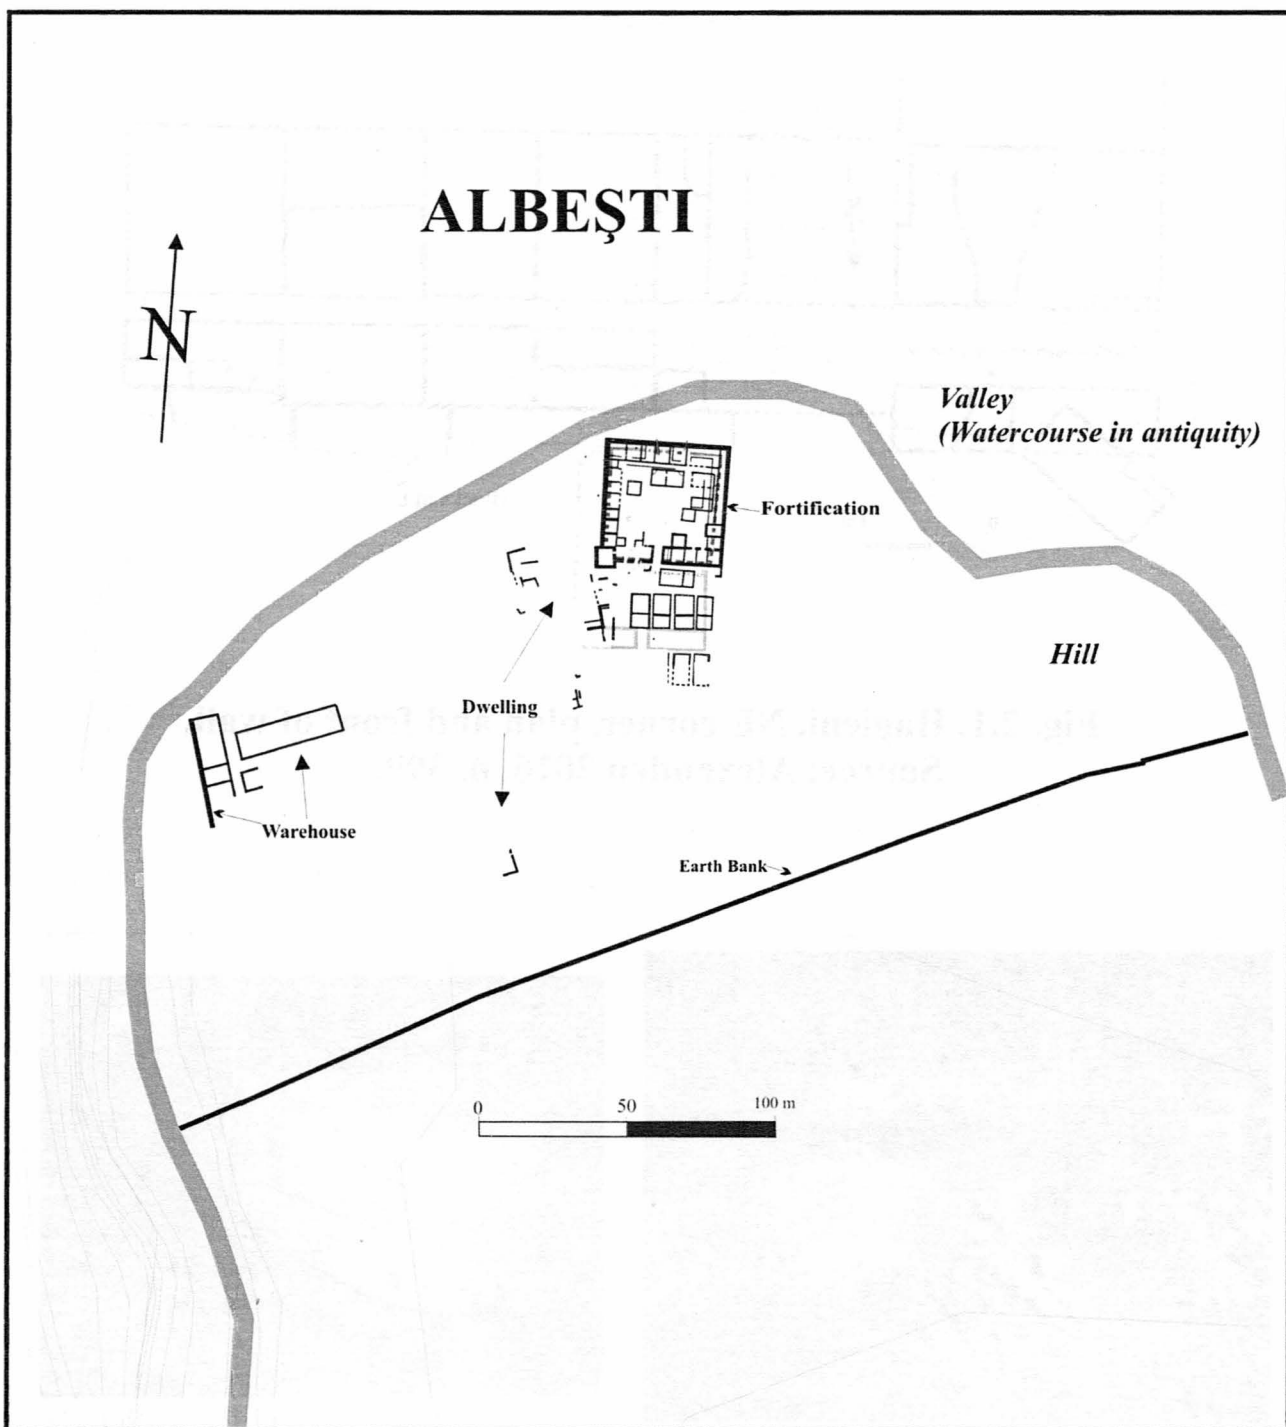 ALBEŞTI
N
Valley
(Watercourse in antiquity)
Fortification
Hill
Dwelling
Warehouse
Earth Bank
0 50 100 m